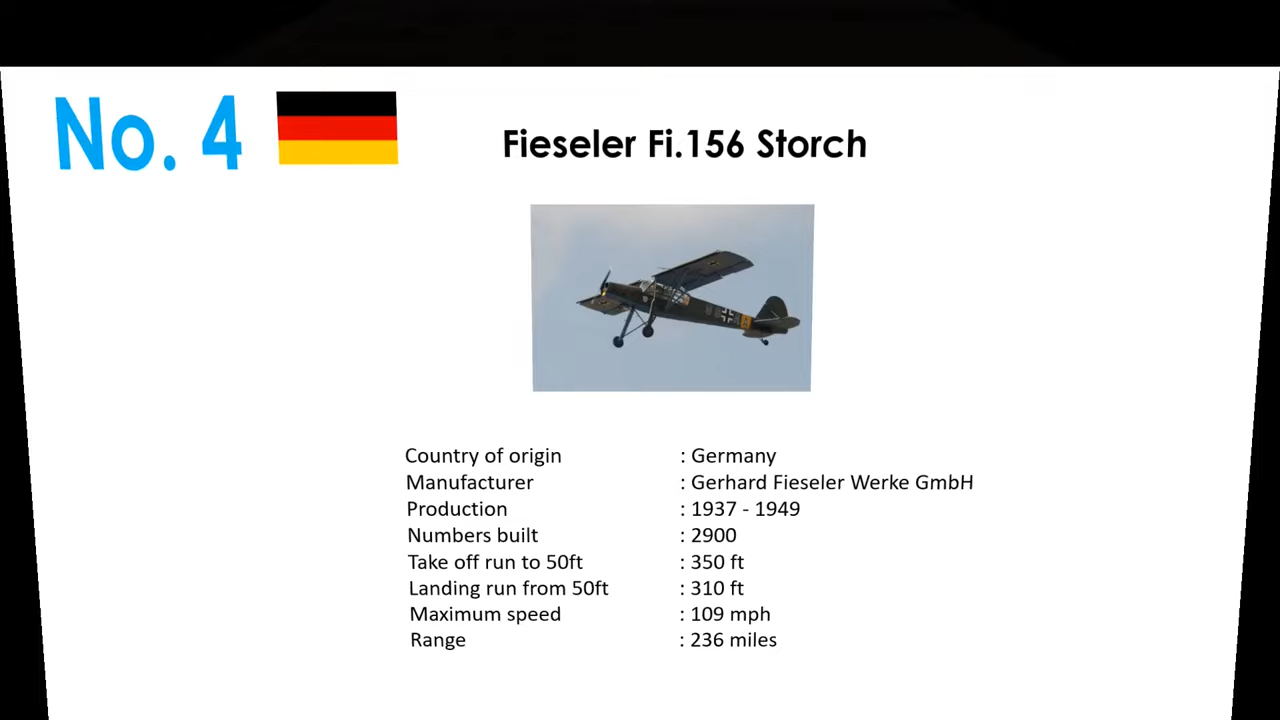 No. 4
Fieseler Fi.156 Storch
Country of origin : Germany
Manufacturer : Gerhard Fieseler Werke GmbH
Production : 1937 - 1949
Numbers built : 2900
Take off run to 50ft : 350 ft
Landing run from 50ft : 310 ft
Maximum speed : 109 mph
Range : 236 miles